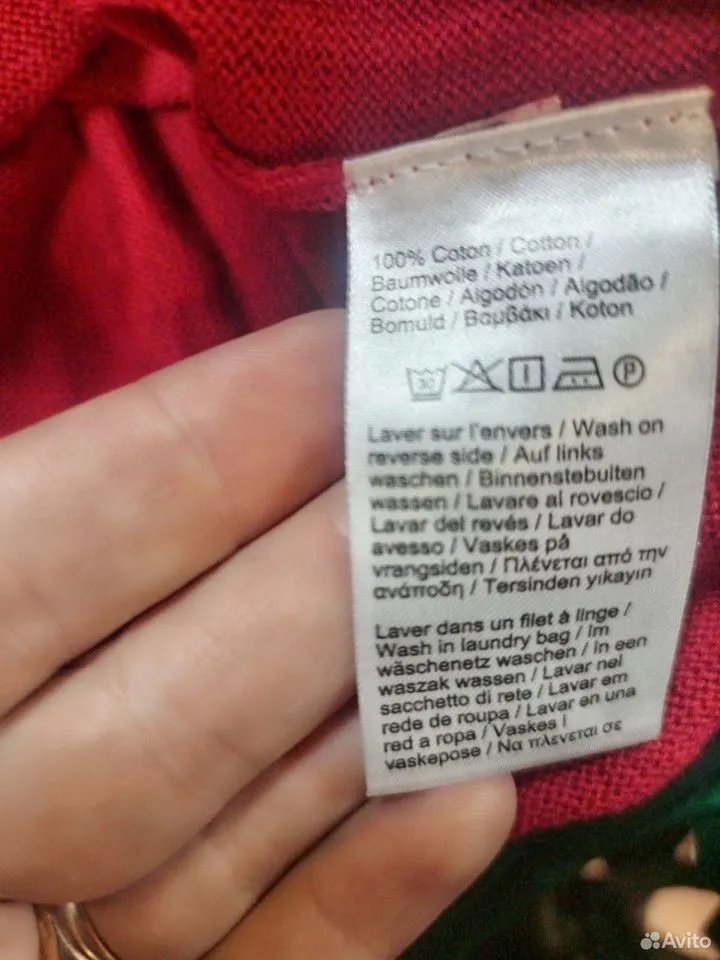 100% Coton / Cotton /
Baumwolle / Katoen /
Cotone / Algodón / Algodão /
Bomuld / Βαμβάκι / Koton
30 P
Laver sur l'envers / Wash on
reverse side / Auf links
waschen / Binnenstebuiten
wassen / Lavare al rovescio /
Lavar del revés / Lavar do
avesso / Vaskes på
vrangsiden / Πλένεται από την
ανάποδη / Tersinden yıkayın
Laver dans un filet à linge /
Wash in laundry bag / Im
wäschenetz waschen / In een
waszak wassen / Lavar nel
sacchetto di rete / Lavar em
rede de roupa / Lavar en una
red a ropa / Vaskes i
vaskepose / Να πλένεται σε
Avito